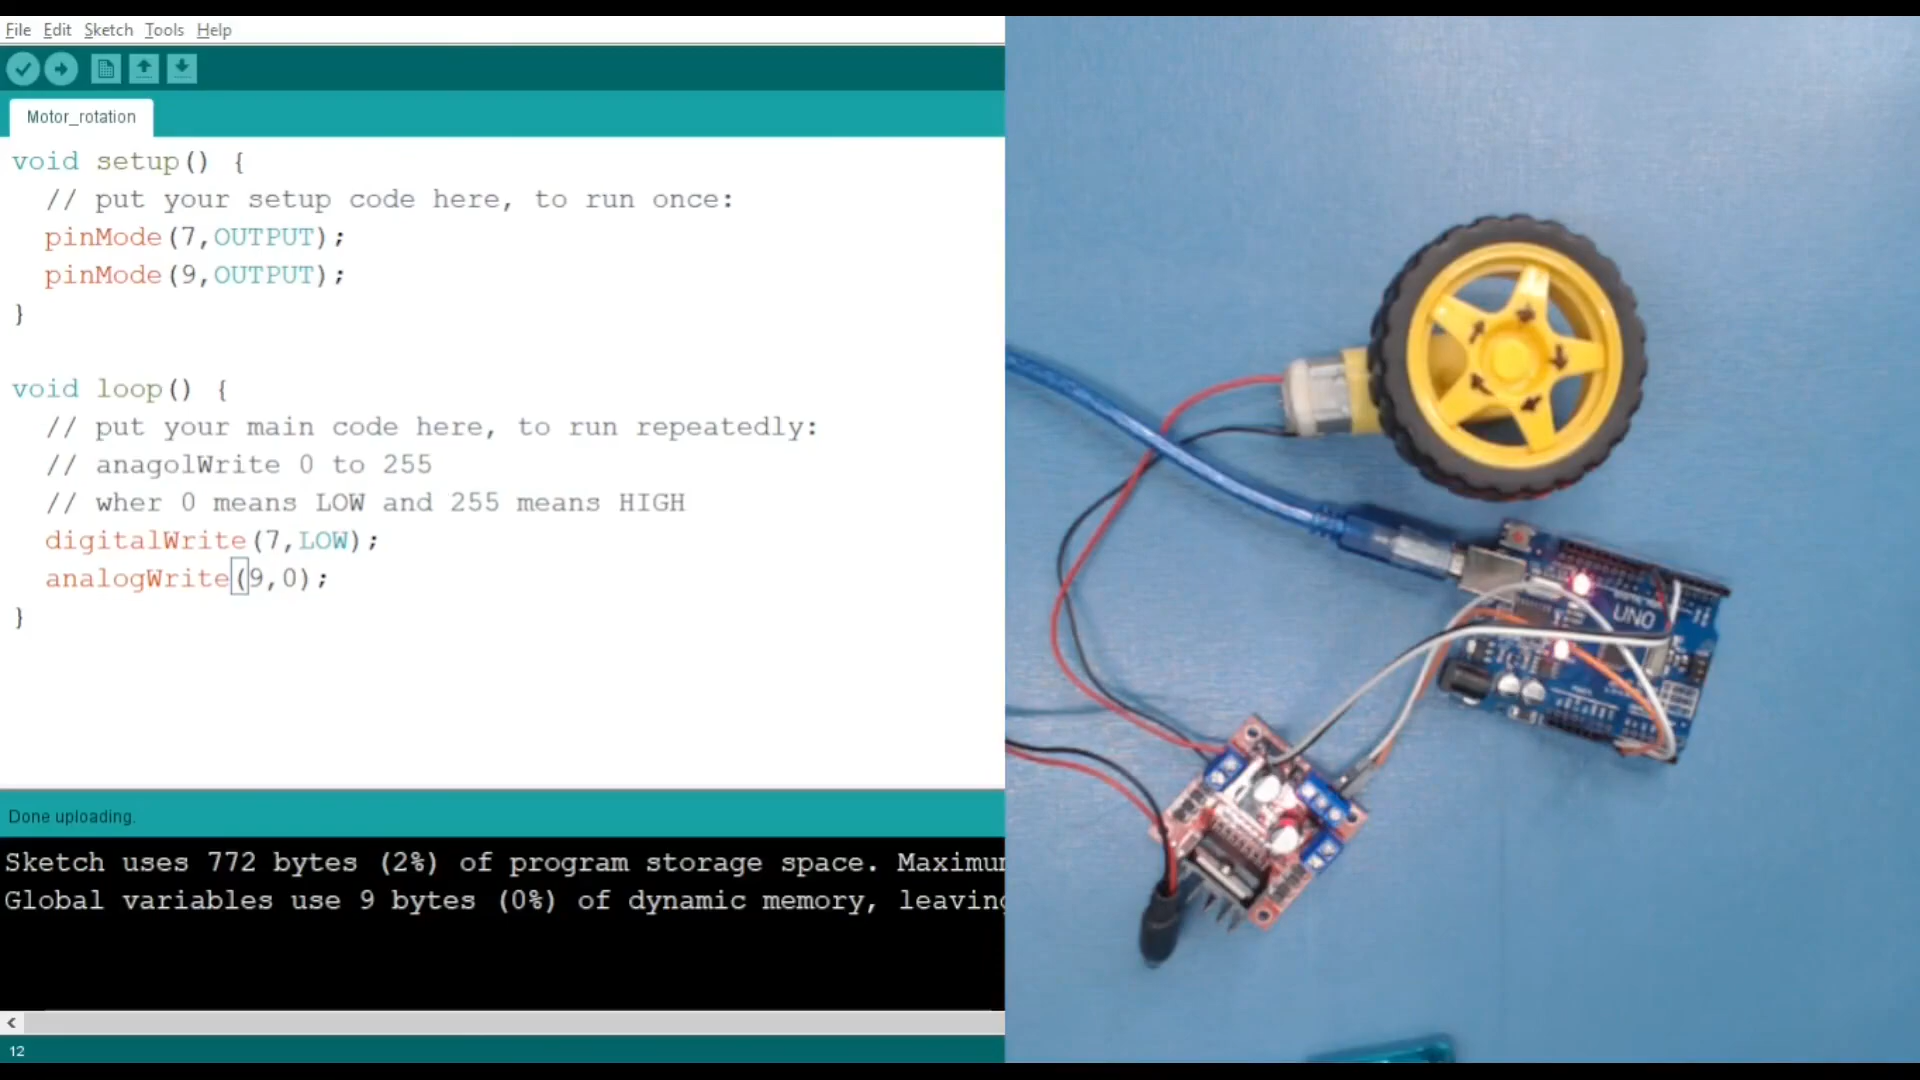 File Edit Sketch Tools Help
Motor_rotation
void setup() {
// put your setup code here, to run once:
pinMode(7,OUTPUT);
pinMode(9,OUTPUT);
}
void loop() {
// put your main code here, to run repeatedly:
// anagolWrite 0 to 255
// wher 0 means LOW and 255 means HIGH
digitalWrite(7,LOW);
analogWrite(9,0);
}
Done uploading.
Sketch uses 772 bytes (2%) of program storage space. Maximum
Global variables use 9 bytes (0%) of dynamic memory, leaving
12
UNO